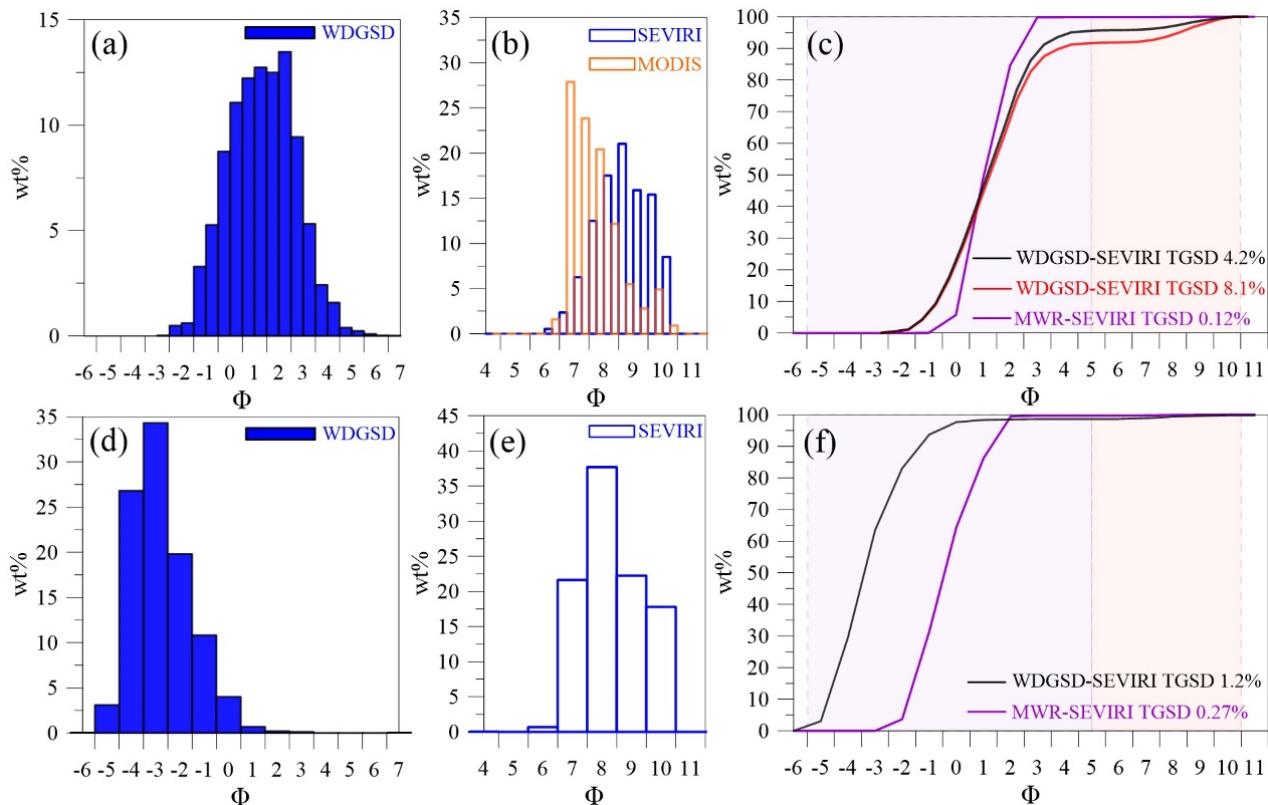 (a)
WDGSD
15
10
5
0
wt%
-6 -5 -4 -3 -2 -1 0 1 2 3 4 5 6 7
Φ
(b)
SEVIRI
MODIS
35
30
25
20
15
10
5
0
wt%
4 5 6 7 8 9 10 11
Φ
(c)
100
90
80
70
60
50
40
30
20
10
0
wt%
WDGSD-SEVIRI TGSD 4.2%
WDGSD-SEVIRI TGSD 8.1%
MWR-SEVIRI TGSD 0.12%
-6 -5 -4 -3 -2 -1 0 1 2 3 4 5 6 7 8 9 10 11
Φ
(d)
WDGSD
35
30
25
20
15
10
5
0
wt%
-6 -5 -4 -3 -2 -1 0 1 2 3 4 5 6 7
Φ
(e)
SEVIRI
45
40
35
30
25
20
15
10
5
0
wt%
4 5 6 7 8 9 10 11
Φ
(f)
100
90
80
70
60
50
40
30
20
10
0
wt%
WDGSD-SEVIRI TGSD 1.2%
MWR-SEVIRI TGSD 0.27%
-6 -5 -4 -3 -2 -1 0 1 2 3 4 5 6 7 8 9 10 11
Φ